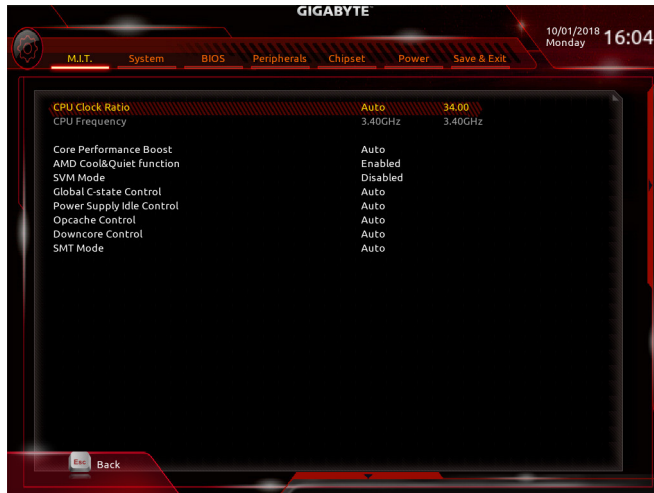 GIGABYTE™
10/01/2018 16:04
Monday
M.I.T. System BIOS Peripherals Chipset Power Save & Exit
CPU Clock Ratio Auto 34.00
CPU Frequency 3.40GHz 3.40GHz
Core Performance Boost Auto
AMD Cool&Quiet function Enabled
SVM Mode Disabled
Global C-state Control Auto
Power Supply Idle Control Auto
Opcache Control Auto
Downcore Control Auto
SMT Mode Auto
Esc Back